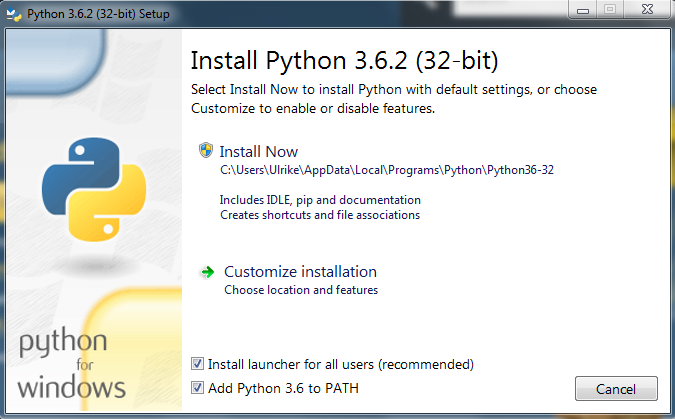 Python 3.6.2 (32-bit) Setup
Install Python 3.6.2 (32-bit)
Select Install Now to install Python with default settings, or choose
Customize to enable or disable features.
Install Now
C:\Users\Ulrike\AppData\Local\Programs\Python\Python36-32
Includes IDLE, pip and documentation
Creates shortcuts and file associations
Customize installation
Choose location and features
python
for
windows
Install launcher for all users (recommended)
Add Python 3.6 to PATH
Cancel